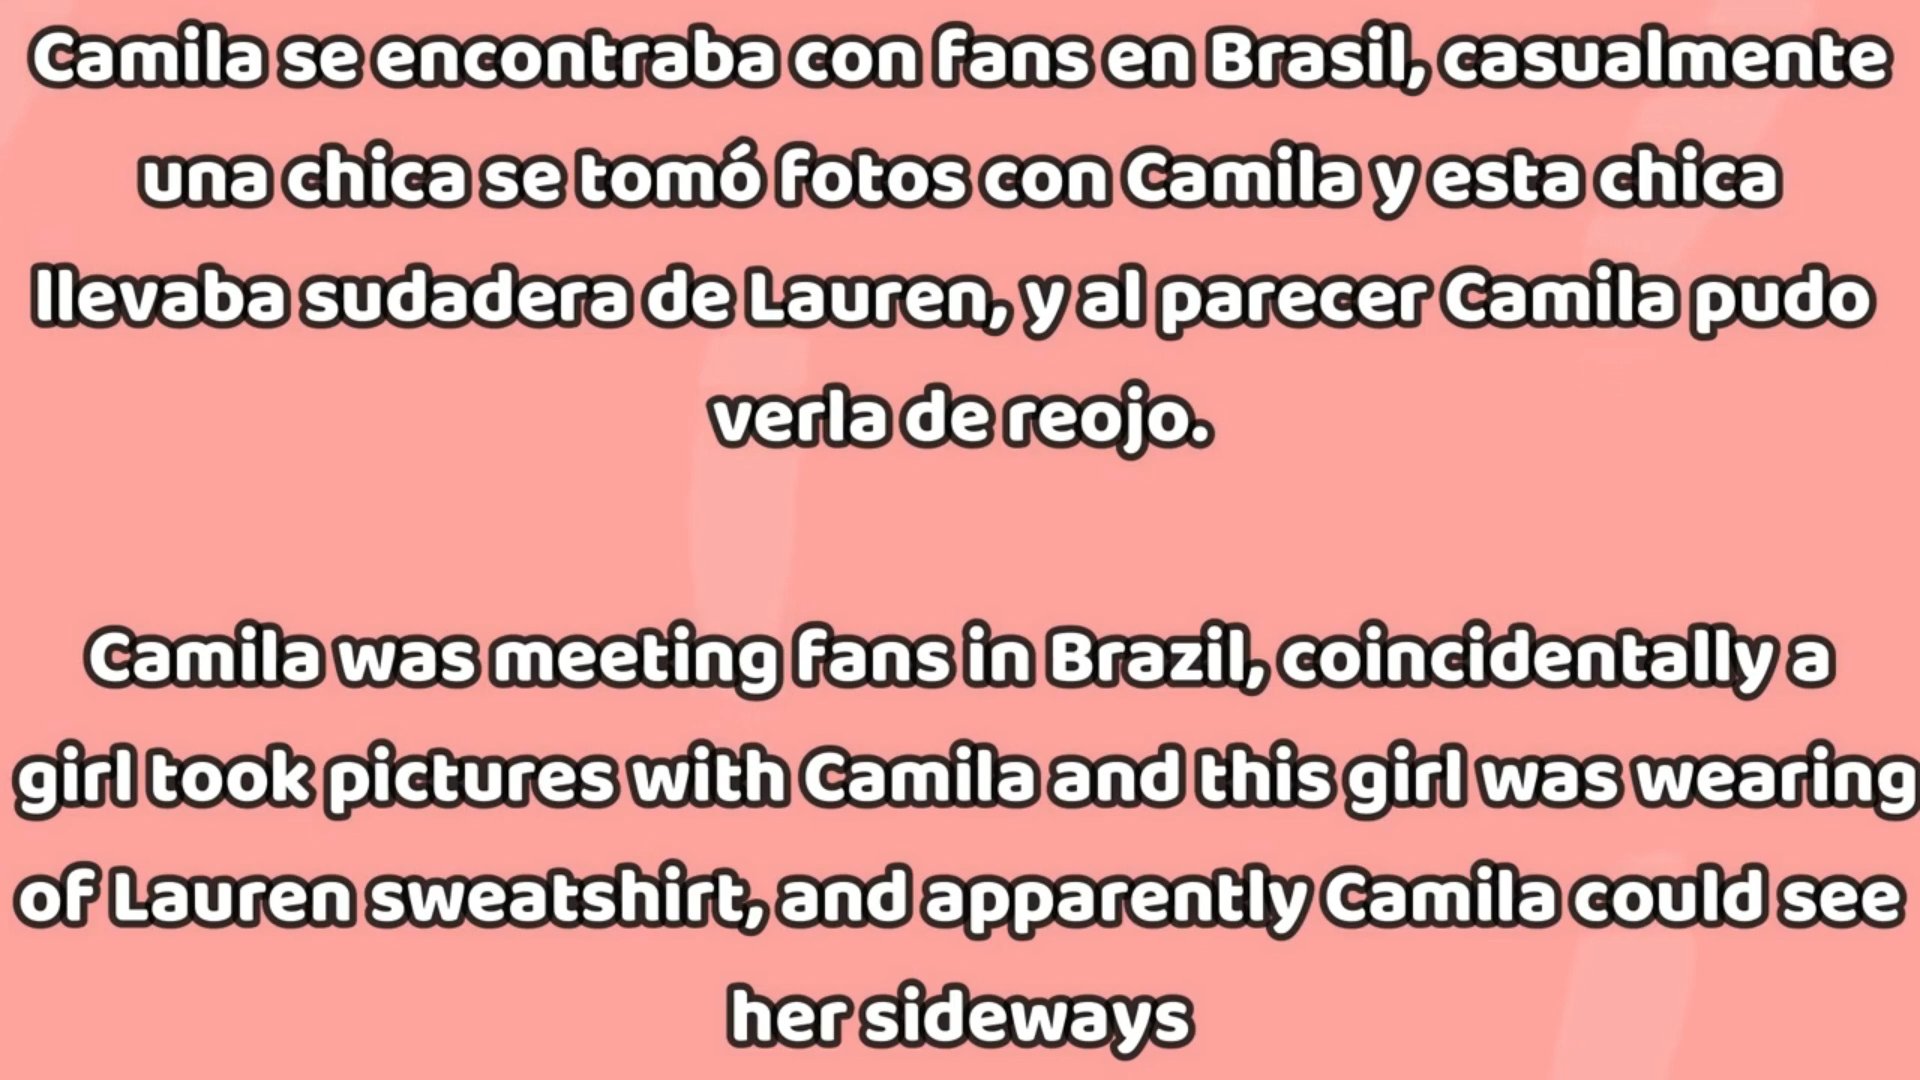 Camila se encontraba con fans en Brasil, casualmente
una chica se tomó fotos con Camila y esta chica
llevaba sudadera de Lauren, y al parecer Camila pudo
verla de reojo.
Camila was meeting fans in Brazil, coincidentally a
girl took pictures with Camila and this girl was wearing
of Lauren sweatshirt, and apparently Camila could see
her sideways